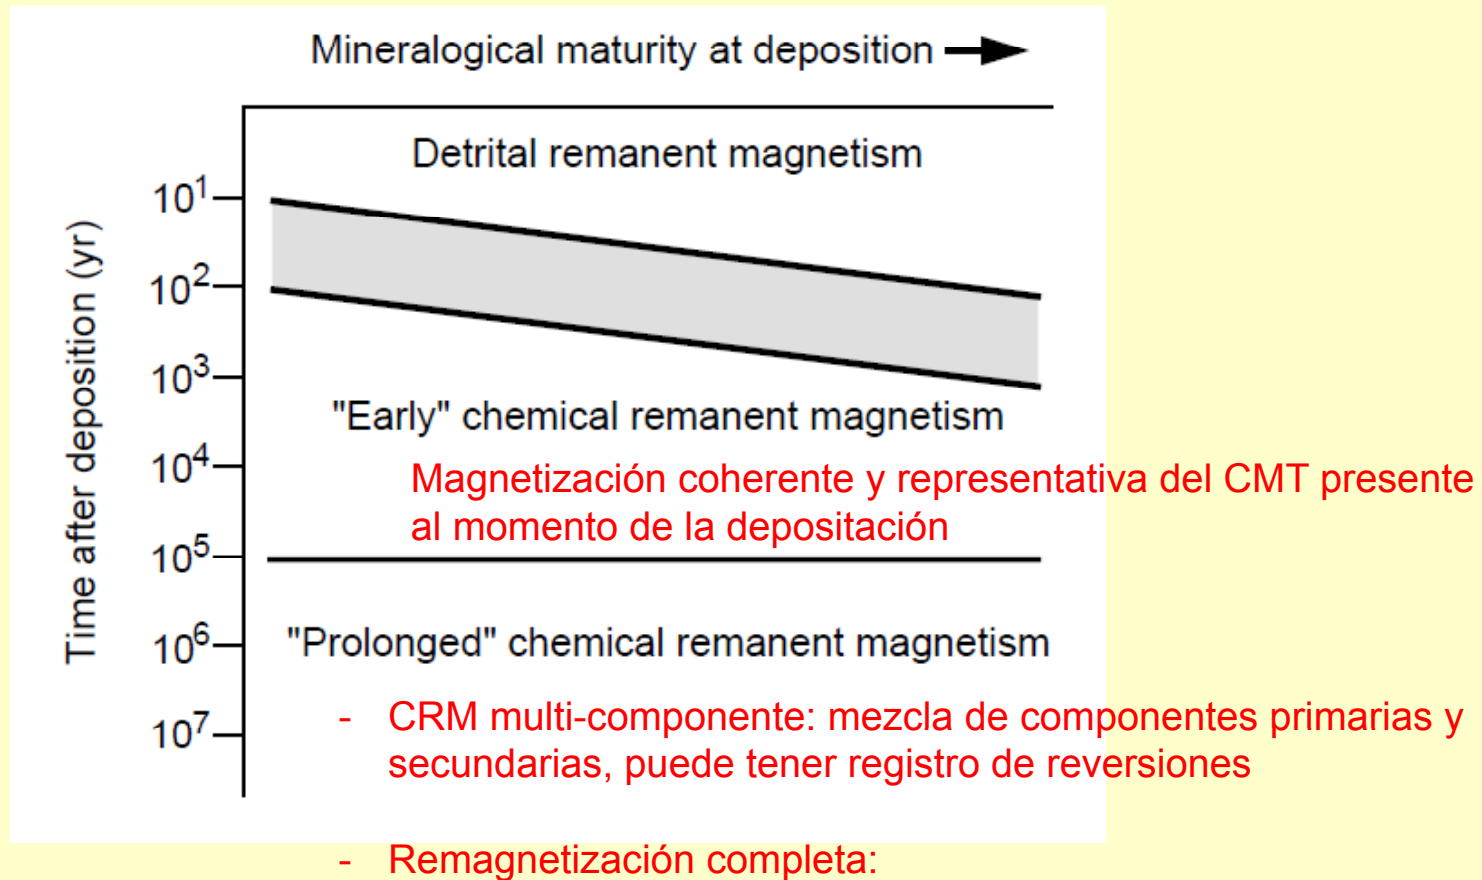 Mineralogical maturity at deposition
Detrital remanent magnetism
Time after deposition (yr)
10¹
10²
10³
"Early" chemical remanent magnetism
10⁴
Magnetización coherente y representativa del CMT presente
al momento de la depositación
10⁵
10⁶
"Prolonged" chemical remanent magnetism
- CRM multi-componente: mezcla de componentes primarias y
10⁷
secundarias, puede tener registro de reversiones
- Remagnetización completa: